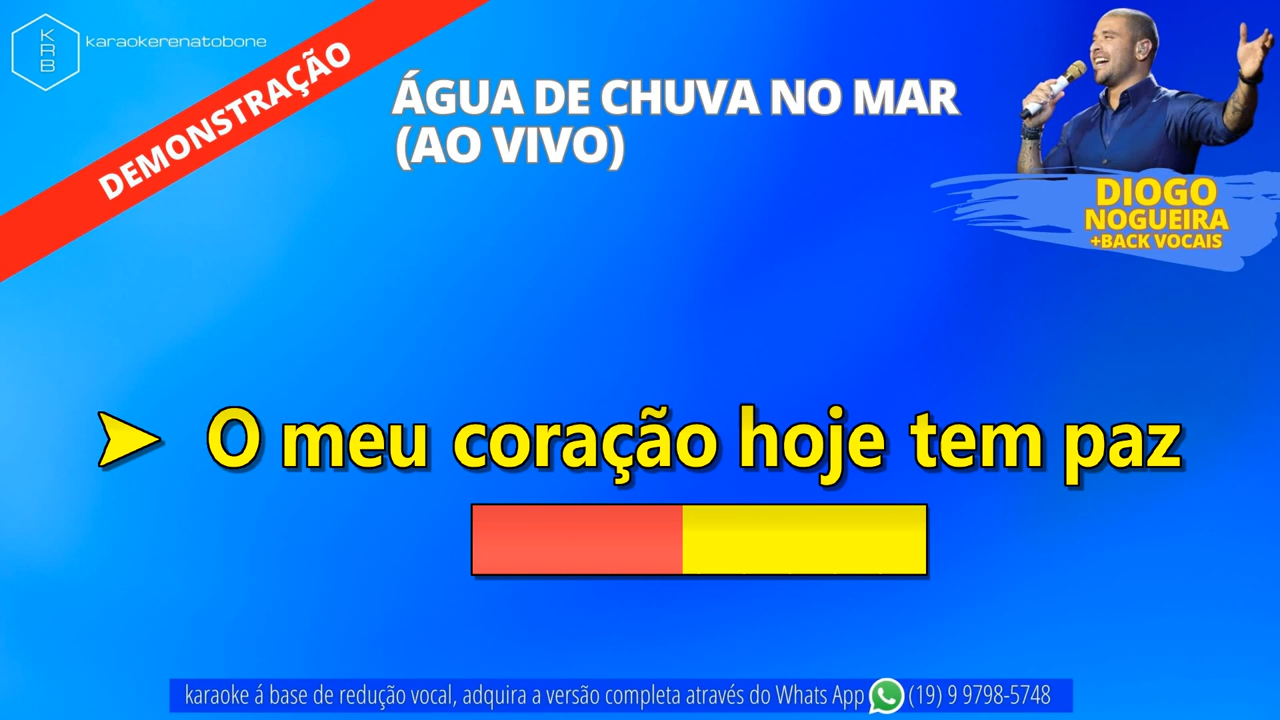 K
R
B
karaokerenatobone
DEMONSTRAÇÃO
ÁGUA DE CHUVA NO MAR
(AO VIVO)
DIOGO
NOGUEIRA
+BACK VOCAIS
➤ O meu coração hoje tem paz
karaoke á base de redução vocal, adquira a versão completa através do Whats App (19) 9 9798-5748